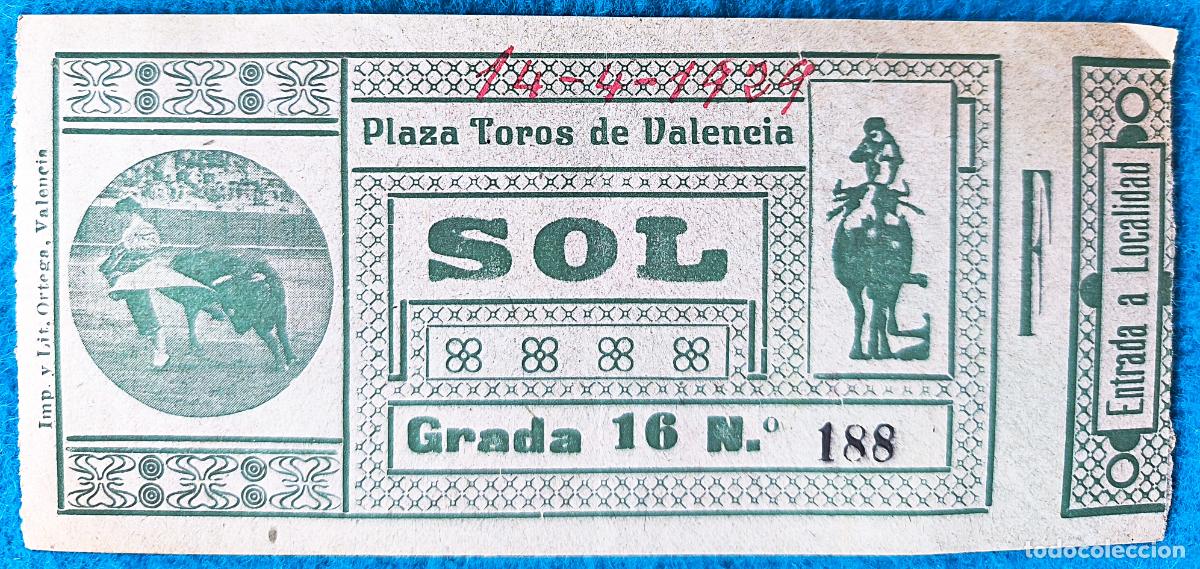 14-4-1939
Plaza Toros de Valencia
SOL
Grada 16 N.º 188
Imp. y Lit. Ortega, Valencia
F
Entrada a Localidad
todocoleccion